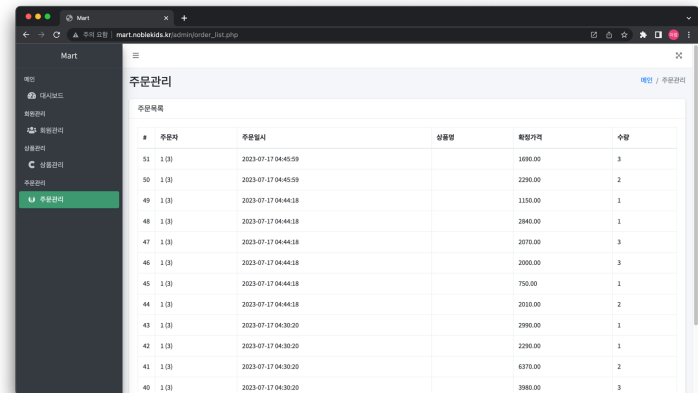 Mart
주의 요함 mart.noblekids.kr/admin/order_list.php
Mart
메인
대시보드
회원관리
회원관리
상품관리
상품관리
주문관리
주문관리
주문관리
메인 / 주문관리
주문목록
# 주문자 주문일시 상품명 확정가격 수량
51 1 (3) 2023-07-17 04:45:59 1690.00 3
50 1 (3) 2023-07-17 04:45:59 2290.00 2
49 1 (3) 2023-07-17 04:44:18 1150.00 1
48 1 (3) 2023-07-17 04:44:18 2840.00 1
47 1 (3) 2023-07-17 04:44:18 2070.00 3
46 1 (3) 2023-07-17 04:44:18 2000.00 3
45 1 (3) 2023-07-17 04:44:18 750.00 1
44 1 (3) 2023-07-17 04:44:18 2010.00 2
43 1 (3) 2023-07-17 04:30:20 2990.00 1
42 1 (3) 2023-07-17 04:30:20 2290.00 1
41 1 (3) 2023-07-17 04:30:20 6370.00 2
40 1 (3) 2023-07-17 04:30:20 3980.00 3